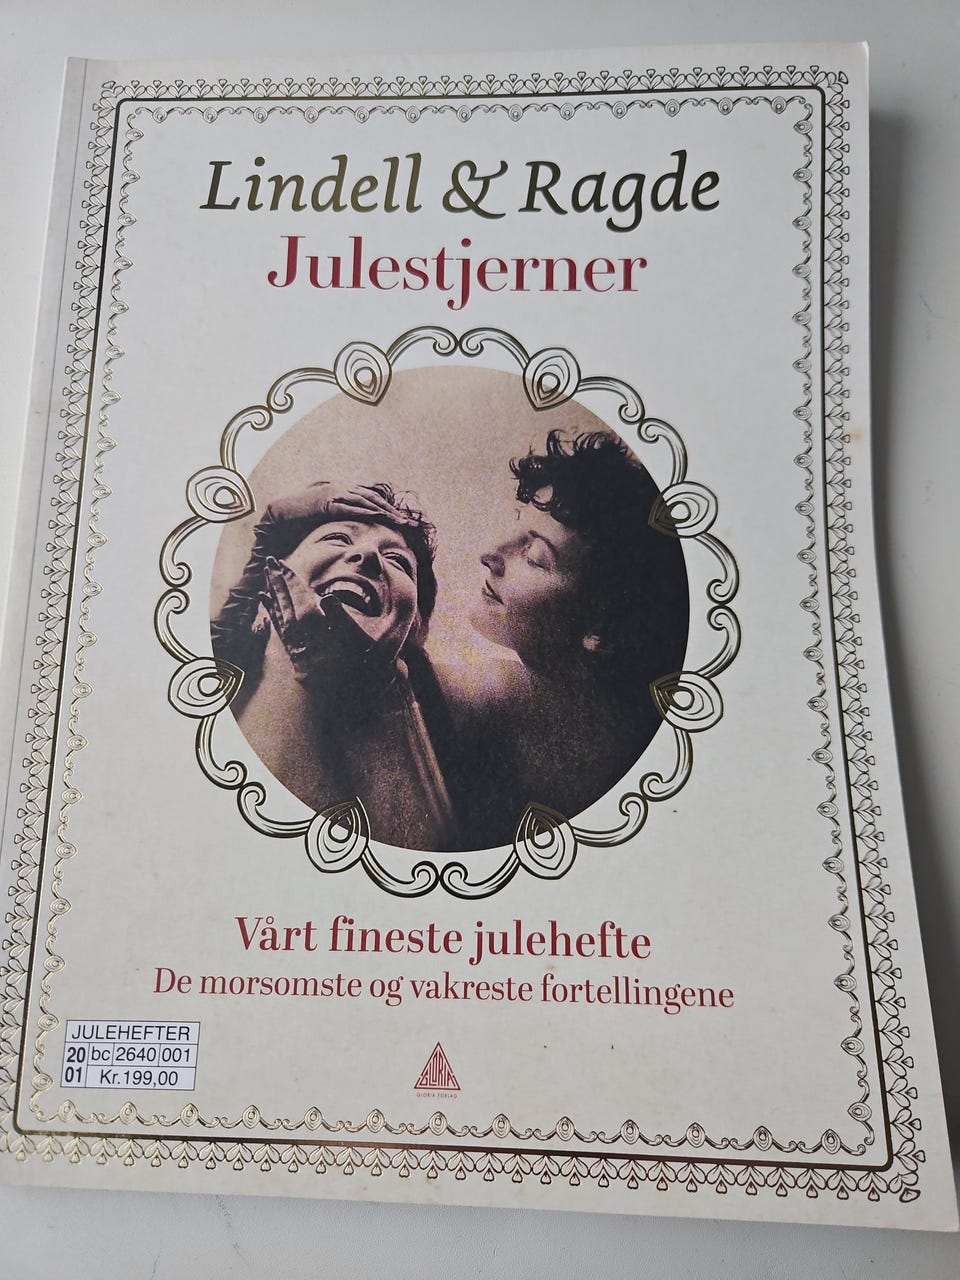 Lindell & Ragde
Julestjerner
Vårt fineste julehefte
De morsomste og vakreste fortellingene
JULEHEFTER
20 bc 2640 001
01 Kr.199,00
GLORIA
GLORIA FORLAG